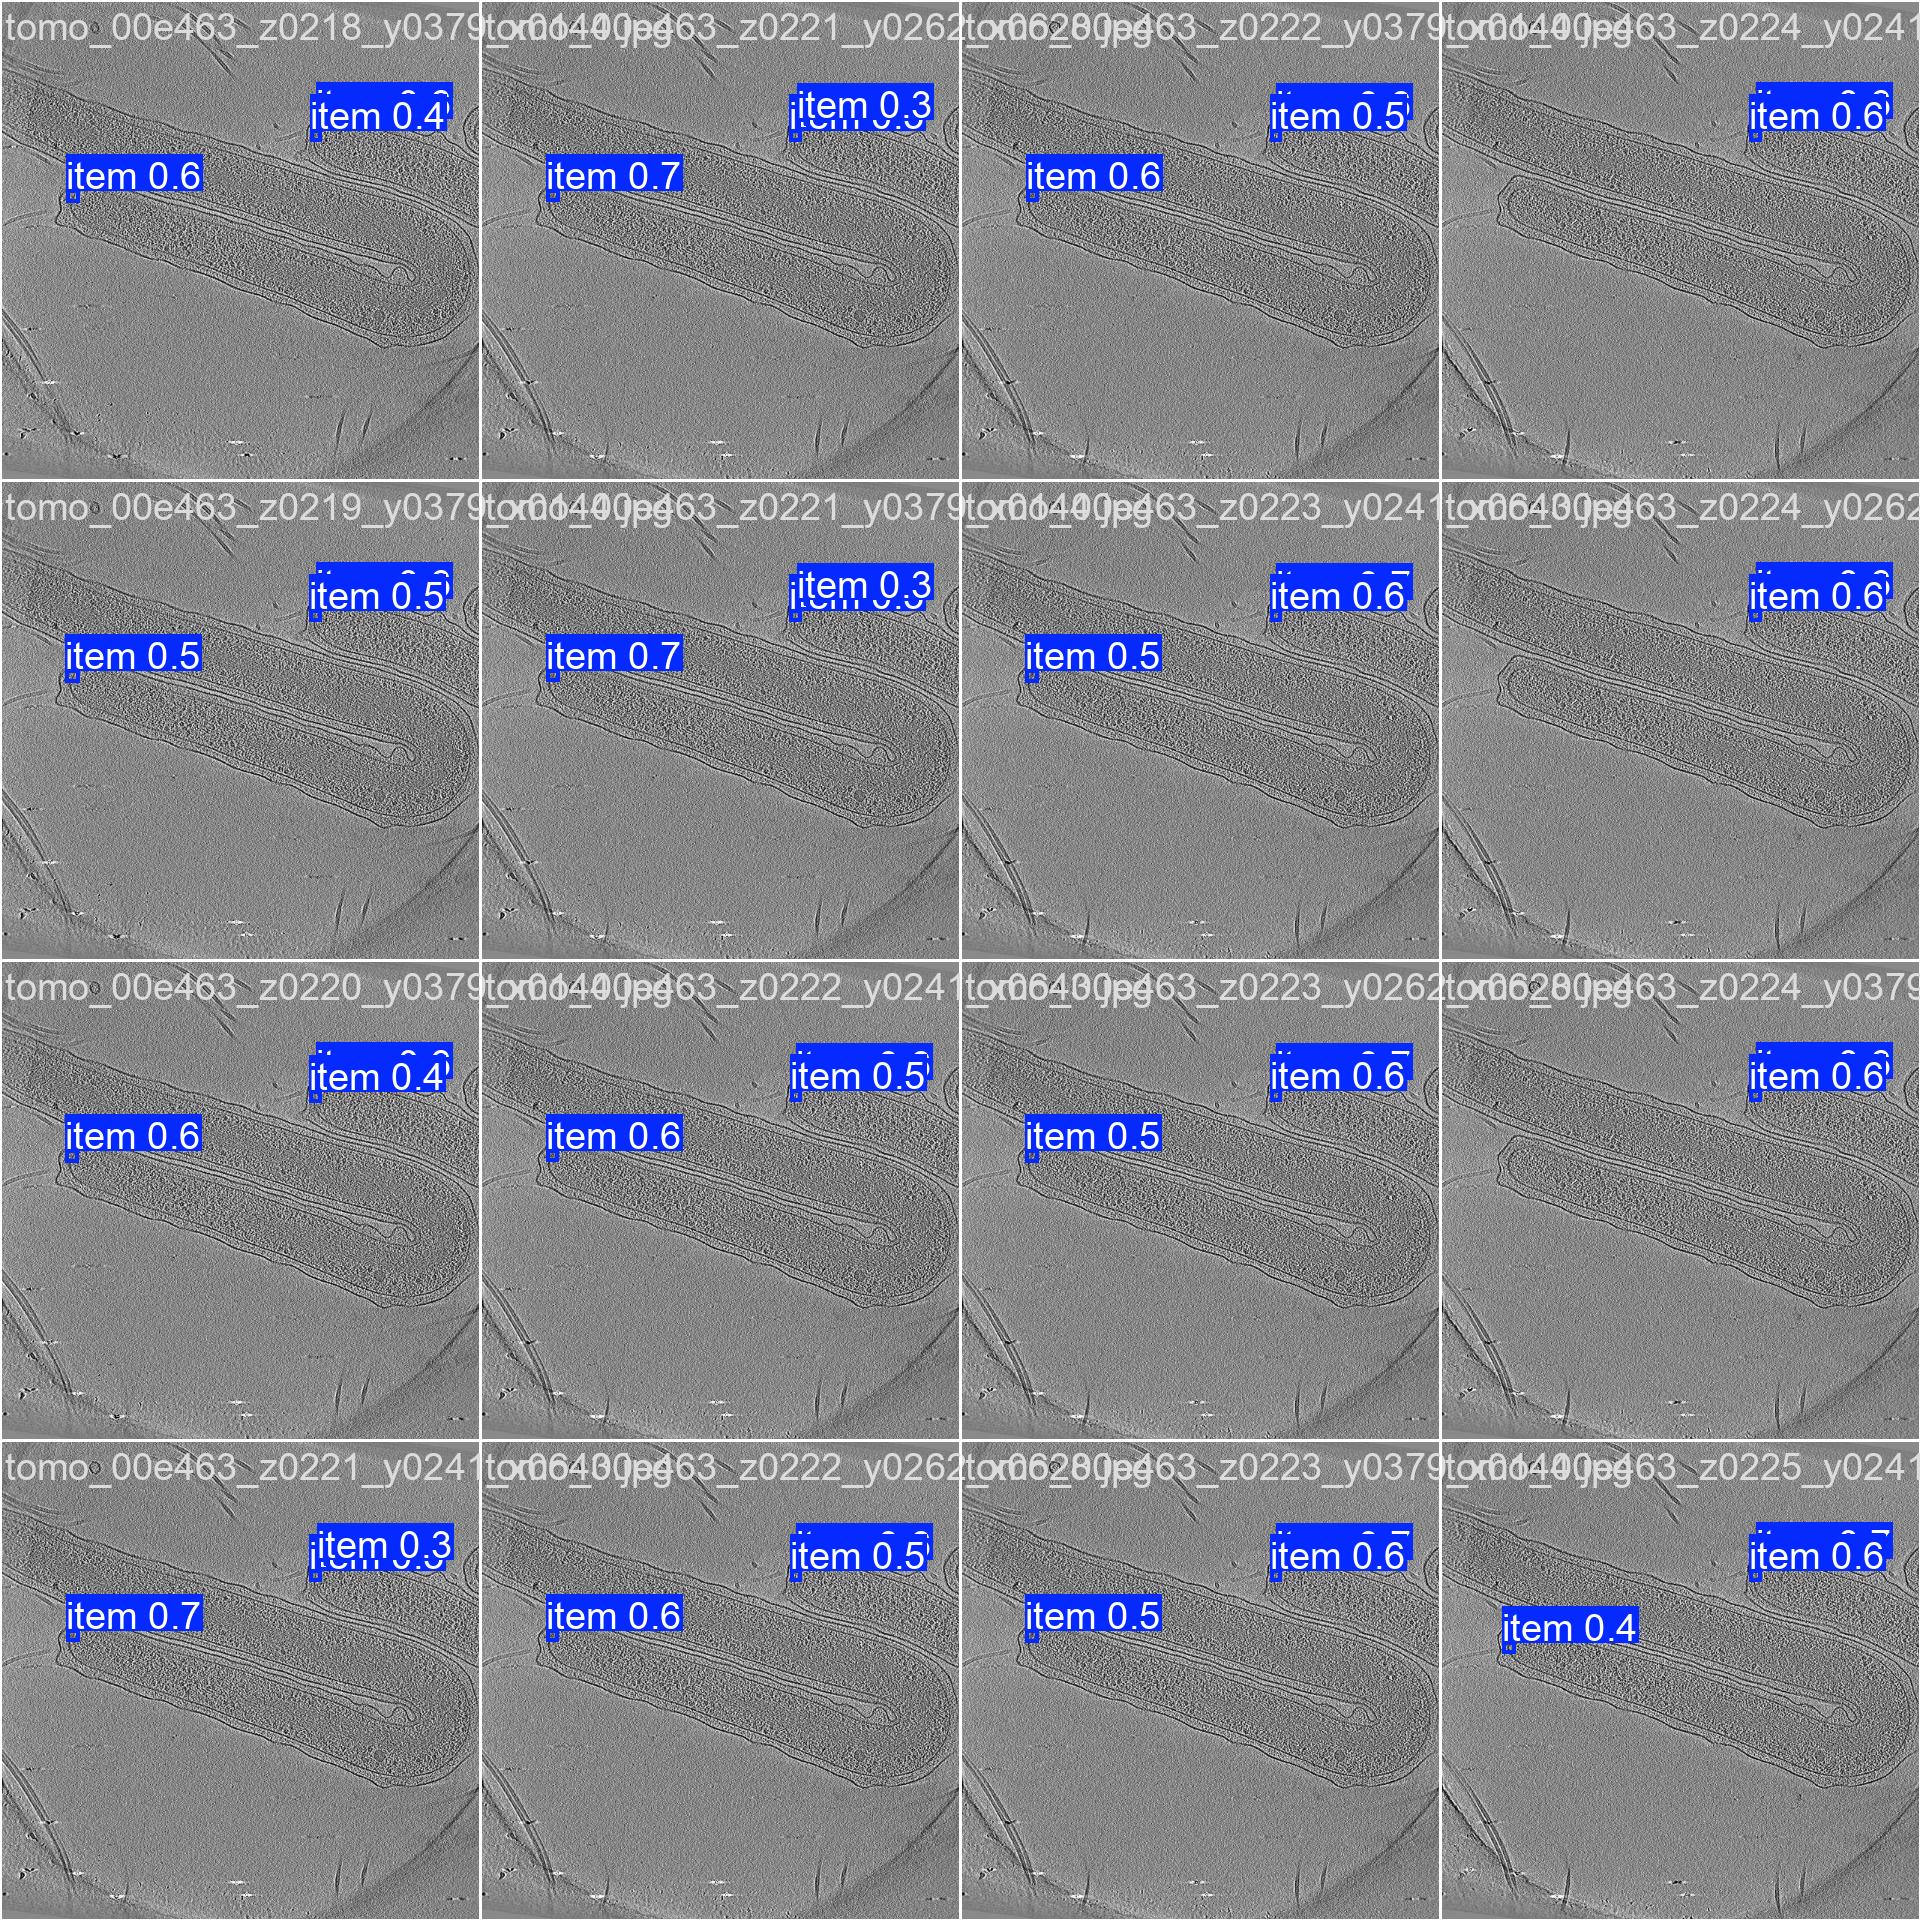 tomo_00e463_z0218_y0379
tomo_00e463_z0221_y0262
tomo_00e463_z0222_y0379
tomo_00e463_z0224_y0241
item 0.4
item 0.6
item 0.3
item 0.7
item 0.5
item 0.6
item 0.6
tomo_00e463_z0219_y0379
tomo_00e463_z0221_y0379
tomo_00e463_z0223_y0241
tomo_00e463_z0224_y0262
item 0.5
item 0.5
item 0.3
item 0.7
item 0.6
item 0.5
item 0.6
tomo_00e463_z0220_y0379
tomo_00e463_z0222_y0241
tomo_00e463_z0223_y0262
tomo_00e463_z0224_y0379
item 0.4
item 0.6
item 0.5
item 0.6
item 0.6
item 0.5
item 0.6
tomo_00e463_z0221_y0241
tomo_00e463_z0222_y0262
tomo_00e463_z0223_y0379
tomo_00e463_z0225_y0241
item 0.3
item 0.7
item 0.5
item 0.6
item 0.6
item 0.5
item 0.6
item 0.4